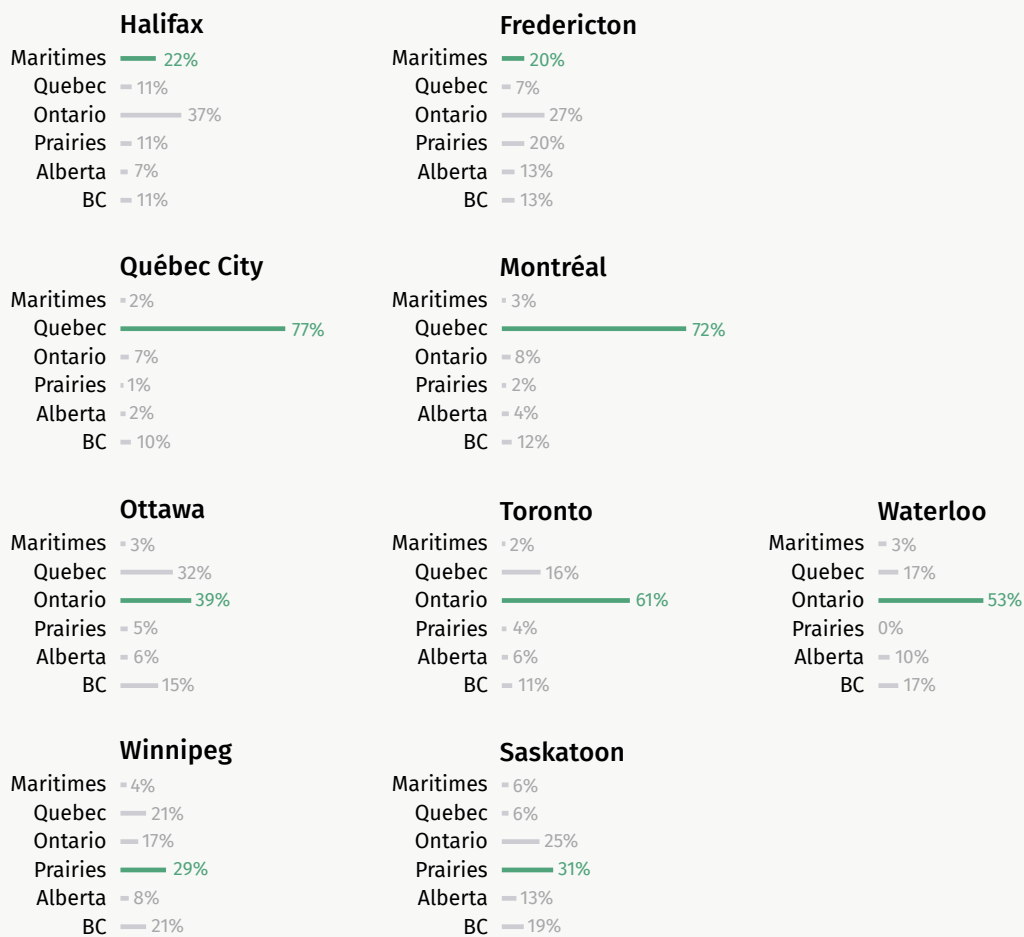 Halifax
Maritimes 22%
Quebec 11%
Ontario 37%
Prairies 11%
Alberta 7%
BC 11%
Fredericton
Maritimes 20%
Quebec 7%
Ontario 27%
Prairies 20%
Alberta 13%
BC 13%
Québec City
Maritimes 2%
Quebec 77%
Ontario 7%
Prairies 1%
Alberta 2%
BC 10%
Montréal
Maritimes 3%
Quebec 72%
Ontario 8%
Prairies 2%
Alberta 4%
BC 12%
Ottawa
Maritimes 3%
Quebec 32%
Ontario 39%
Prairies 5%
Alberta 6%
BC 15%
Toronto
Maritimes 2%
Quebec 16%
Ontario 61%
Prairies 4%
Alberta 6%
BC 11%
Waterloo
Maritimes 3%
Quebec 17%
Ontario 53%
Prairies 0%
Alberta 10%
BC 17%
Winnipeg
Maritimes 4%
Quebec 21%
Ontario 17%
Prairies 29%
Alberta 8%
BC 21%
Saskatoon
Maritimes 6%
Quebec 6%
Ontario 25%
Prairies 31%
Alberta 13%
BC 19%